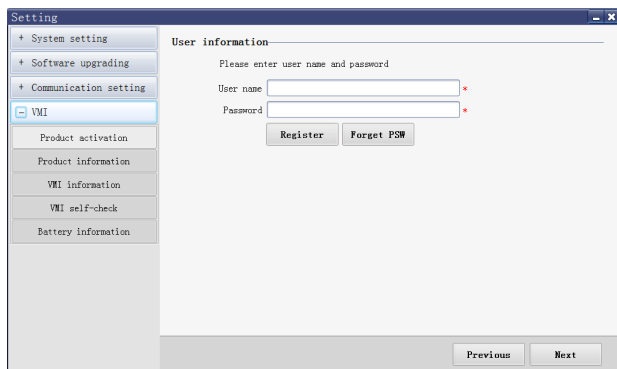 Setting
+ System setting
+ Software upgrading
+ Communication setting
- VMI
Product activation
Product information
VMI information
VMI self-check
Battery information
User information
Please enter user name and password
User name *
Password *
Register Forget PSW
Previous Next